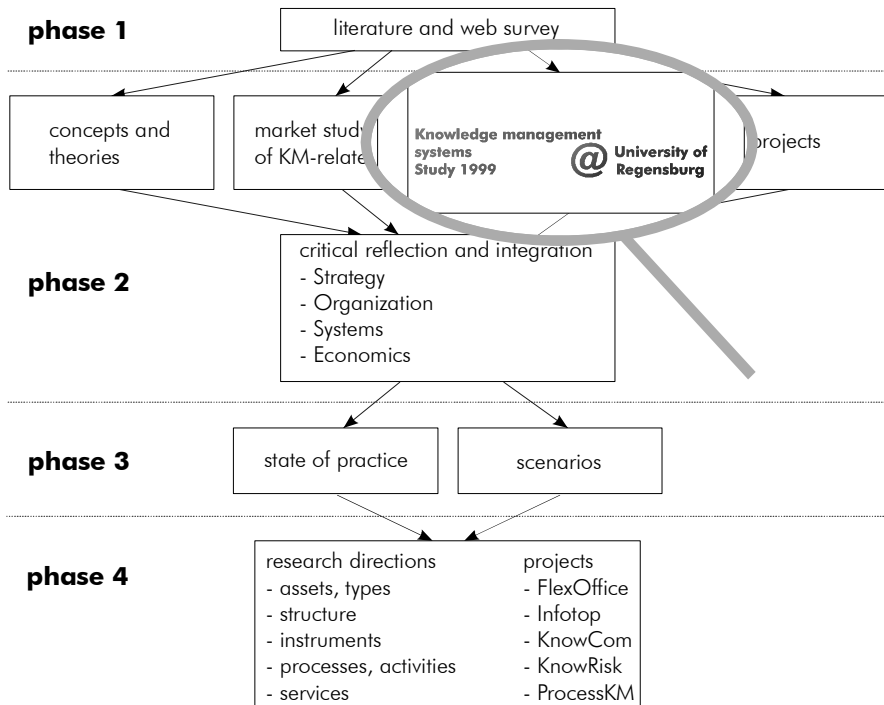 phase 1
literature and web survey
concepts and
theories
market study
of KM-relate
Knowledge management
systems
Study 1999
@ University of
Regensburg
projects
phase 2
critical reflection and integration
- Strategy
- Organization
- Systems
- Economics
phase 3
state of practice
scenarios
phase 4
research directions
- assets, types
- structure
- instruments
- processes, activities
- services
projects
- FlexOffice
- Infotop
- KnowCom
- KnowRisk
- ProcessKM